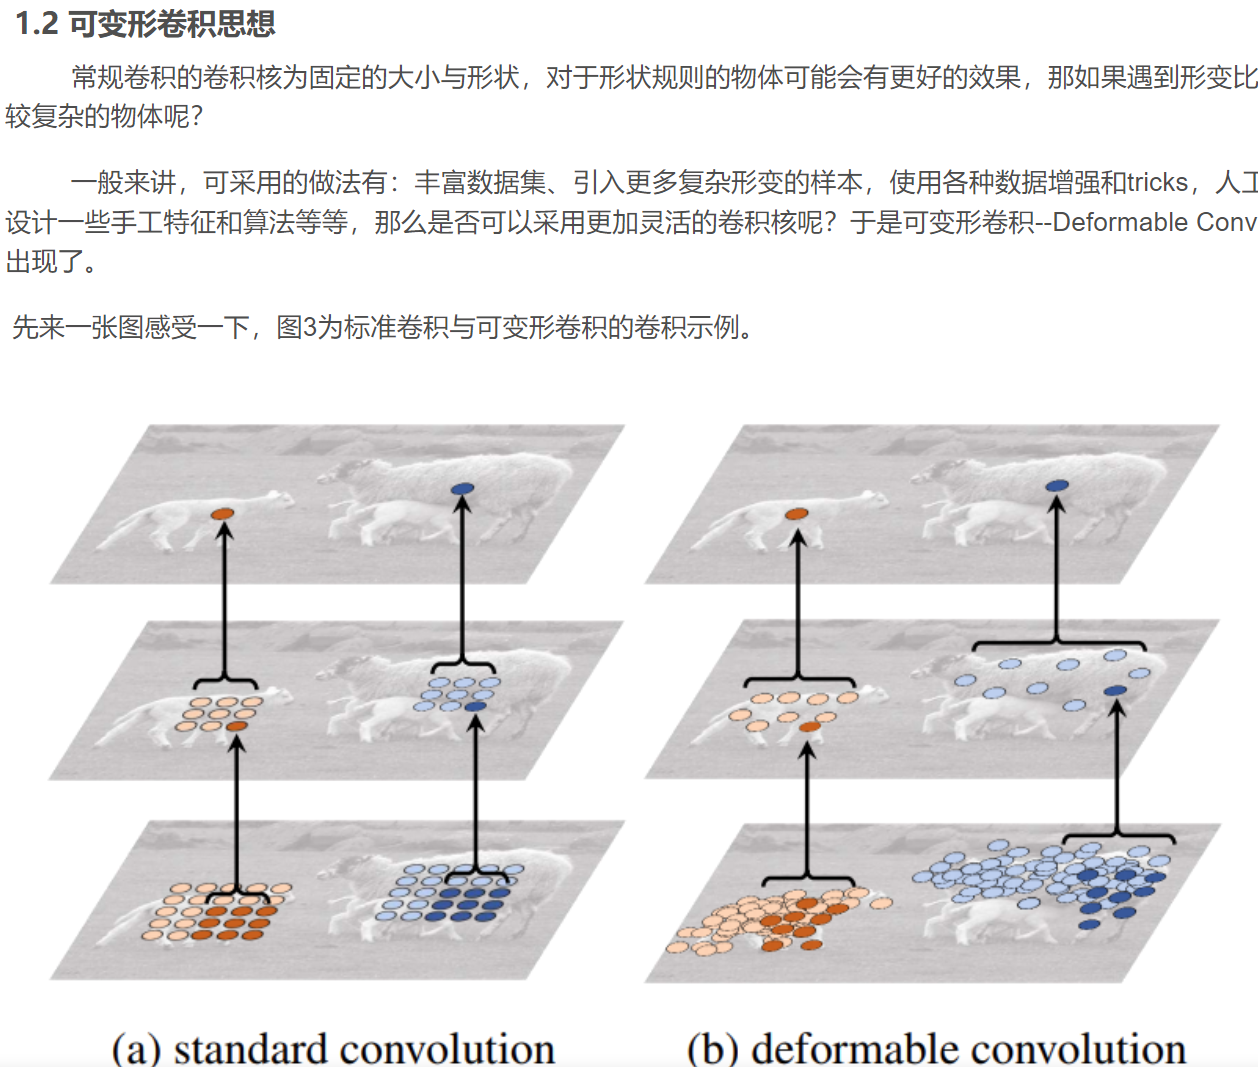 1.2 可变形卷积思想
常规卷积的卷积核为固定的大小与形状，对于形状规则的物体可能会有更好的效果，那如果遇到形变比
较复杂的物体呢？
一般来讲，可采用的做法有：丰富数据集、引入更多复杂形变的样本，使用各种数据增强和tricks，人工
设计一些手工特征和算法等等，那么是否可以采用更加灵活的卷积核呢？于是可变形卷积--Deformable Conv
出现了。
先来一张图感受一下，图3为标准卷积与可变形卷积的卷积示例。
(a) standard convolution
(b) deformable convolution